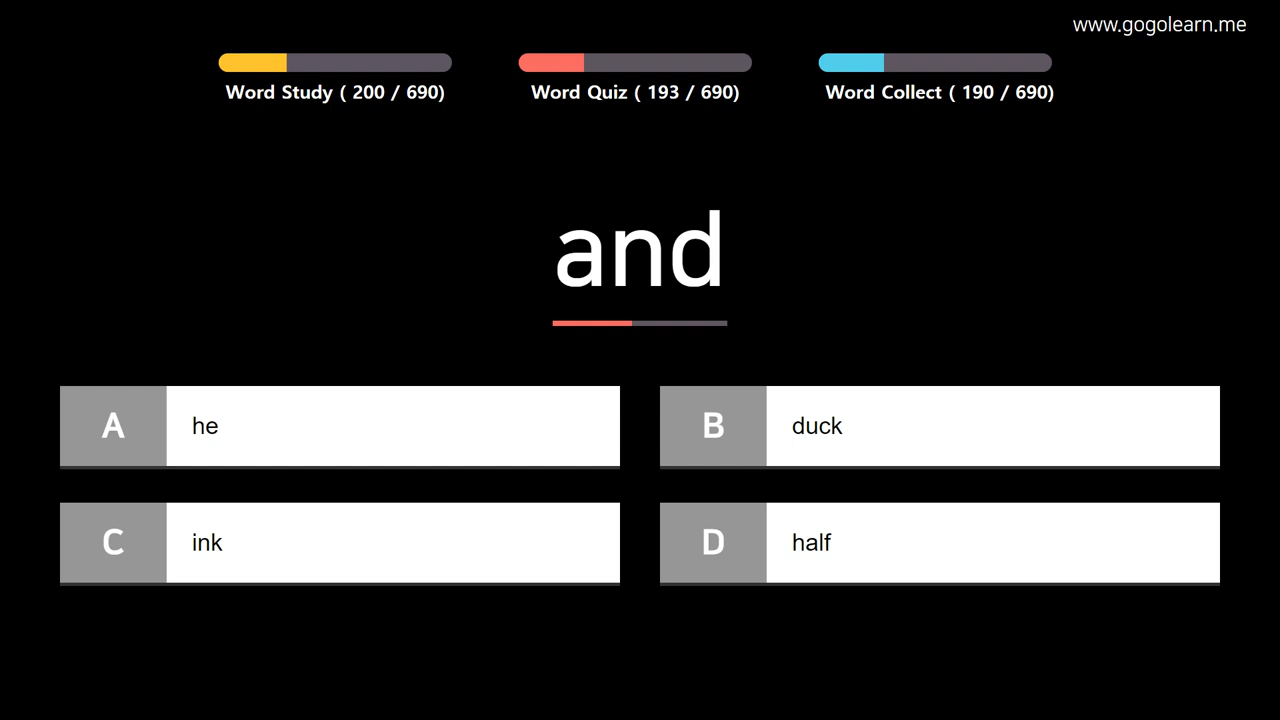 www.gogolearn.me
Word Study ( 200 / 690)
Word Quiz ( 193 / 690)
Word Collect ( 190 / 690)
and
A he
B duck
C ink
D half